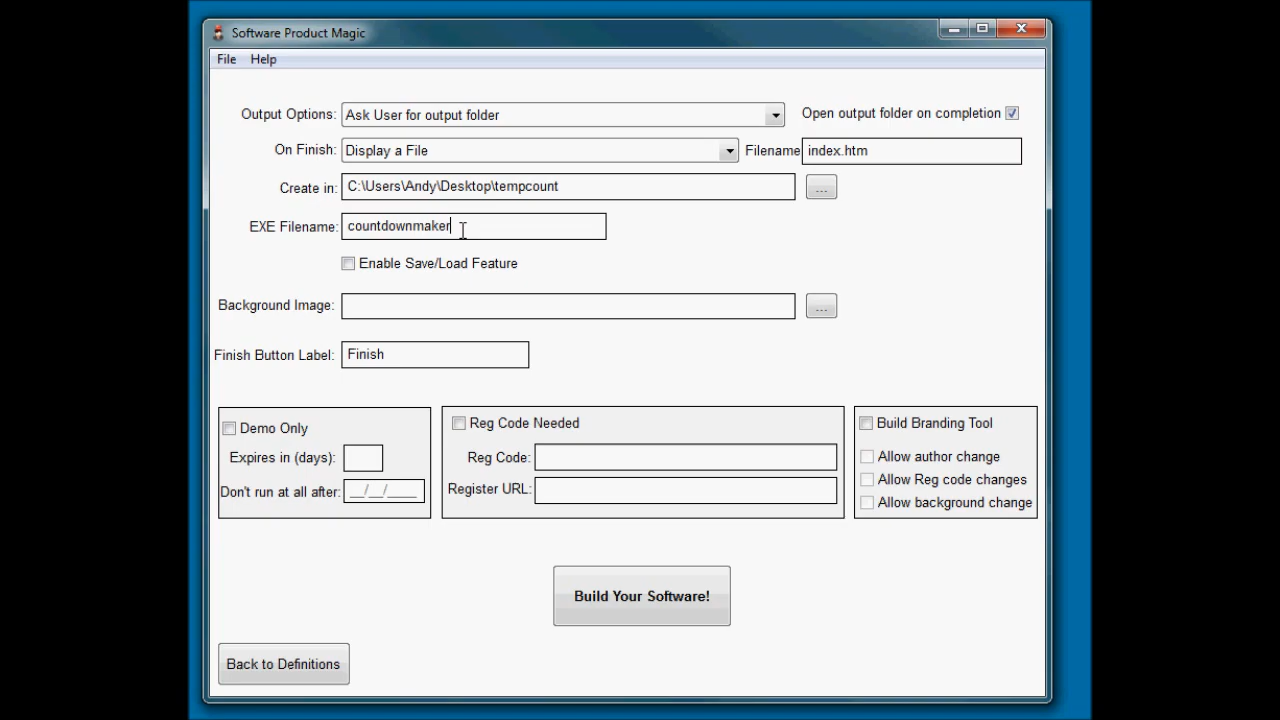 Software Product Magic
File Help
Output Options: Ask User for output folder Open output folder on completion
On Finish: Display a File Filename index.htm
Create in: C:\Users\Andy\Desktop\tempcount ...
EXE Filename: countdownmaker
Enable Save/Load Feature
Background Image: ...
Finish Button Label: Finish
Demo Only
Expires in (days):
Don't run at all after: __/__/____
Reg Code Needed
Reg Code:
Register URL:
Build Branding Tool
Allow author change
Allow Reg code changes
Allow background change
Build Your Software!
Back to Definitions